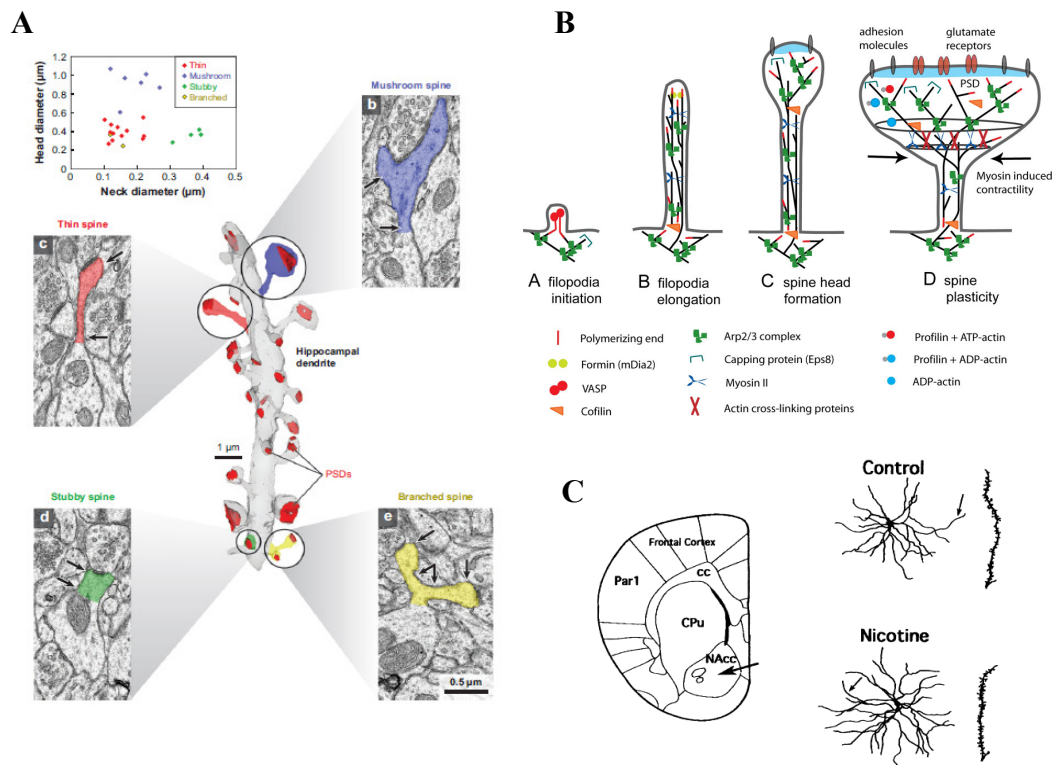 A
Head diameter (µm)
1.2
1.0
0.8
0.6
0.4
0.2
0
0
0.1
0.2
0.3
0.4
0.5
Neck diameter (µm)
Thin
Mushroom
Stubby
Branched
Mushroom spine
b
Thin spine
c
Hippocampal
dendrite
1 µm
PSDs
Stubby spine
d
Branched spine
e
0.5 µm
B
adhesion
molecules
glutamate
receptors
PSD
Myosin induced
contractility
A filopodia
initiation
B filopodia
elongation
C spine head
formation
D spine
plasticity
Polymerizing end
Formin (mDia2)
VASP
Cofilin
Arp2/3 complex
Capping protein (Eps8)
Myosin II
Actin cross-linking proteins
Profilin + ATP-actin
Profilin + ADP-actin
ADP-actin
C
Frontal Cortex
Par1
cc
CPu
NAcc
Control
Nicotine